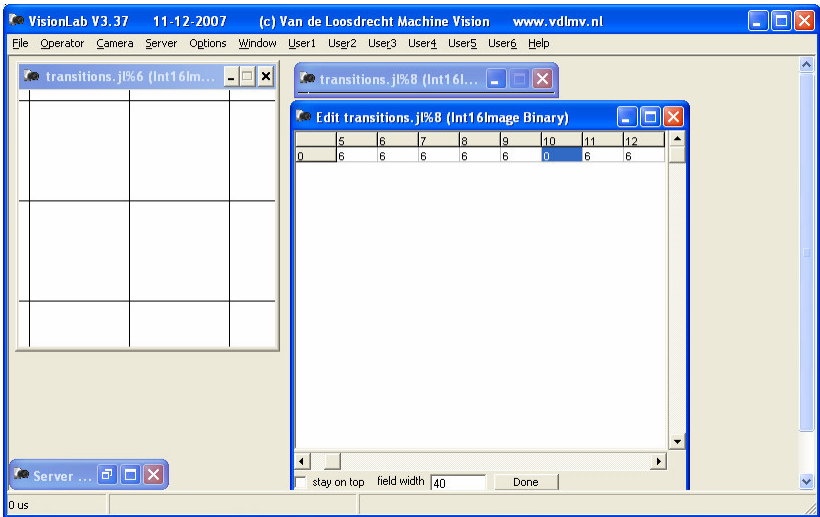 VisionLab V3.37 11-12-2007 (c) Van de Loosdrecht Machine Vision www.vdlmv.nl
File Operator Camera Server Options Window User1 User2 User3 User4 User5 User6 Help
transitions.jl%6 (Int16Im...
transitions.jl%8 (Int16I...
Edit transitions.jl%8 (Int16Image Binary)
5 6 7 8 9 10 11 12
0 6 6 6 6 6 0 6 6
stay on top field width 40 Done
Server ...
0 us